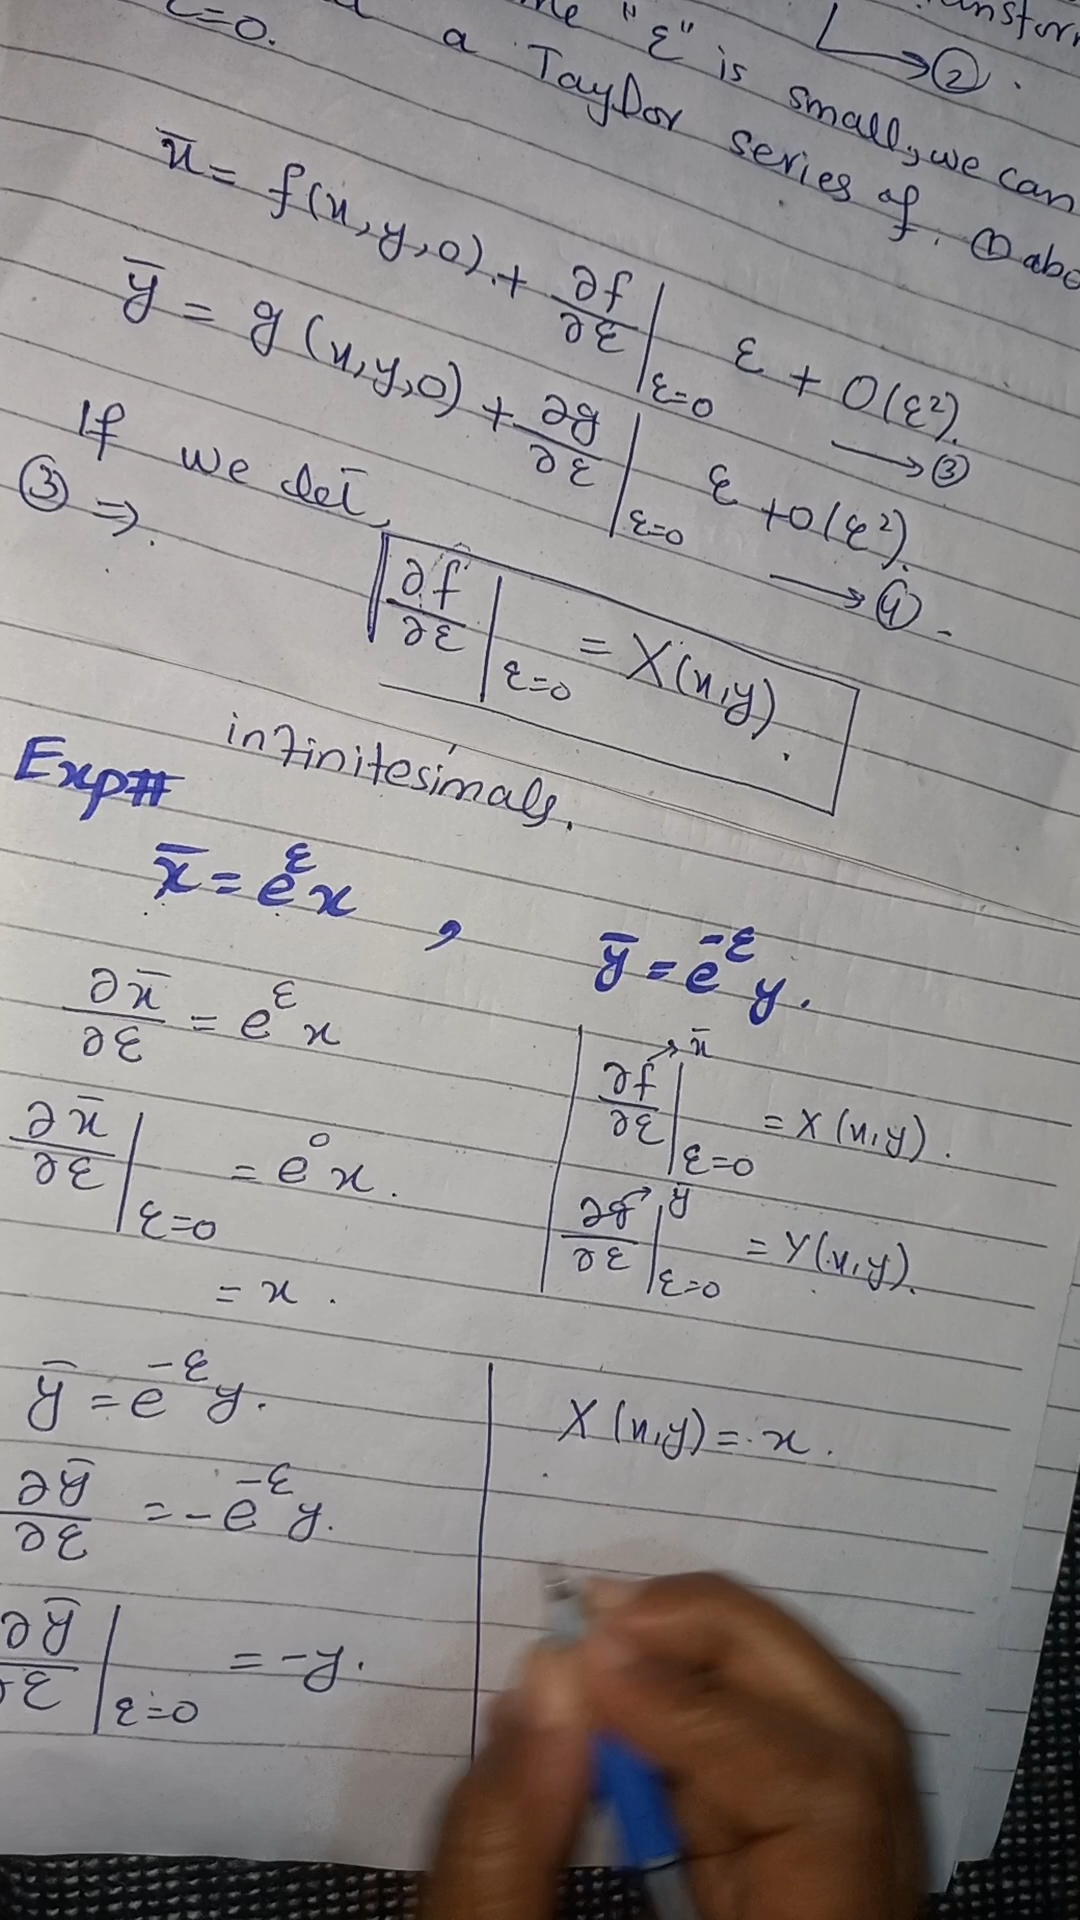 "ε" is small, we can
→ ②.
=0. a Taylor series of ① abo
x̄ = f(x,y,0) + ∂f/∂ε |ε=0 ε + O(ε²). → ③
ȳ = g(x,y,0) + ∂g/∂ε |ε=0 ε + O(ε²). → ④.
If we let,
③ ⇒. ∂f/∂ε |ε=0 = X(x,y).
infinitesimals.
Exp#
x̄ = e^ε x , ȳ = e^-ε y.
∂x̄/∂ε = e^ε x
∂f/∂ε → x̄ |ε=0 = X(x,y).
∂x̄/∂ε |ε=0 = e^0 x.
∂g/∂ε → ȳ |ε=0 = Y(x,y).
= x.
ȳ = e^-ε y.
X(x,y) = x.
∂ȳ/∂ε = -e^-ε y.
∂ȳ/∂ε |ε=0 = -y.